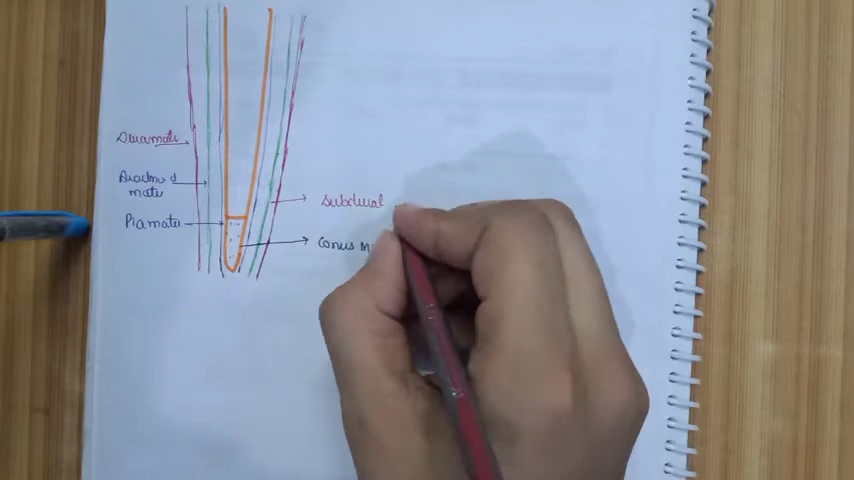 Duramater
Arachnoid
mater
Piamater
subdural
Conus